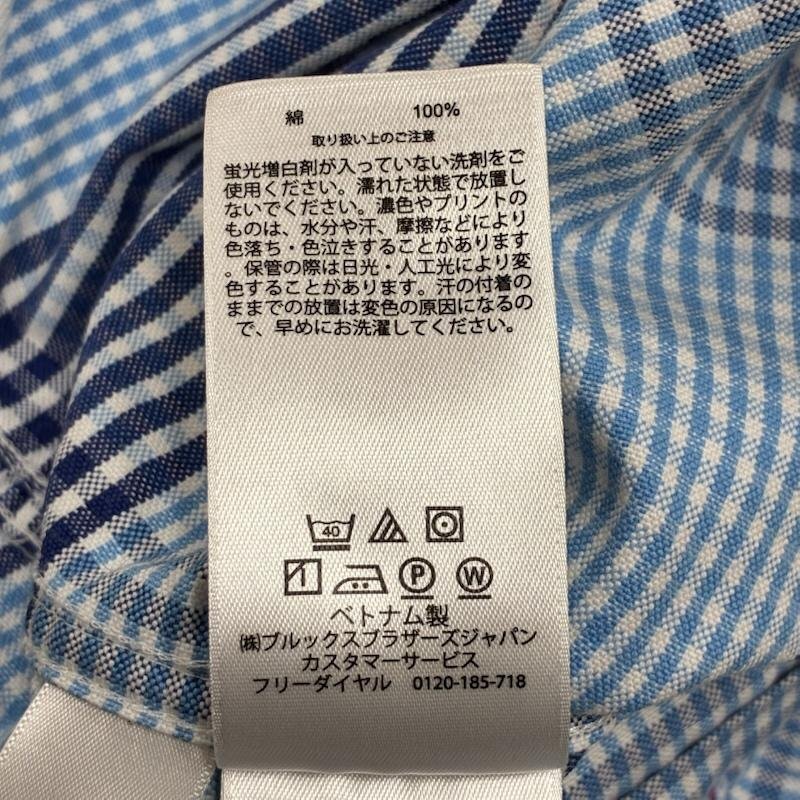 綿 100%
取り扱い上のご注意
蛍光増白剤が入っていない洗剤をご
使用ください。濡れた状態で放置し
ないでください。濃色やプリントの
ものは、水分や汗、摩擦などにより
色落ち・色泣きすることがあります
。保管の際は日光・人工光により変
色することがあります。汗の付着の
ままでの放置は変色の原因になるの
で、早めにお洗濯してください。
40
P W
ベトナム製
㈱ブルックスブラザーズジャパン
カスタマーサービス
フリーダイヤル 0120-185-718